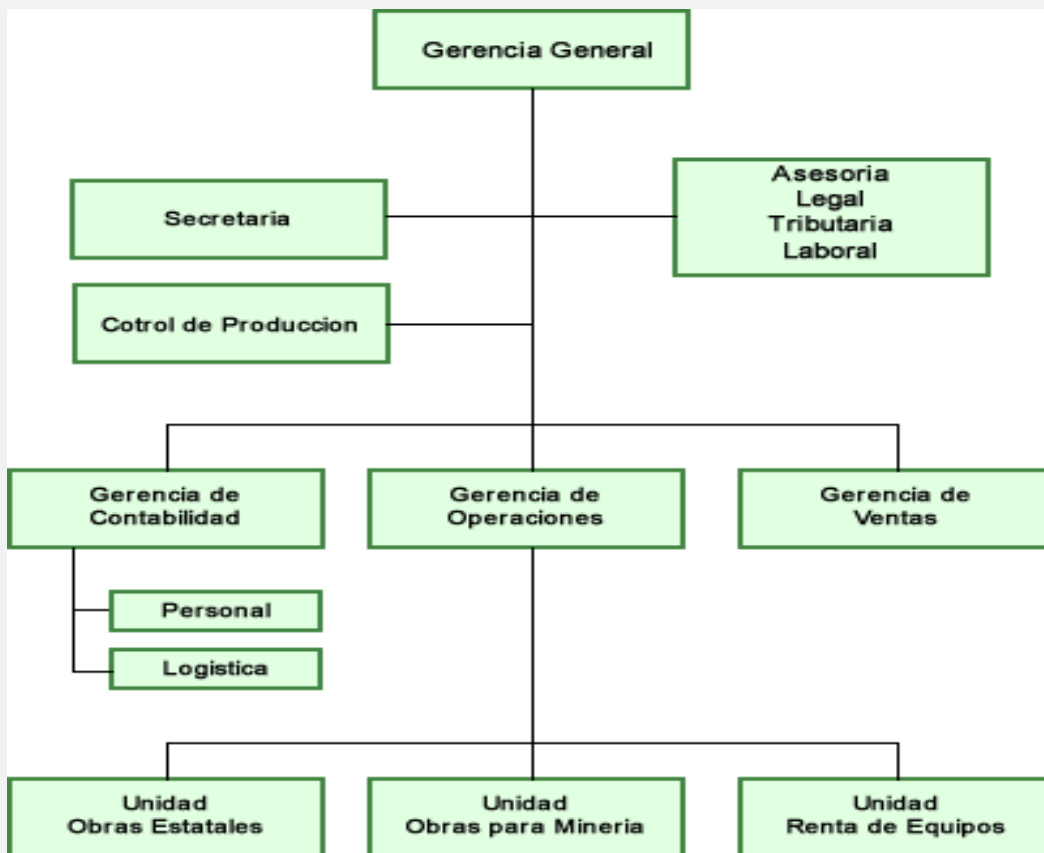 Gerencia General
Secretaria
Asesoria
Legal
Tributaria
Laboral
Cotrol de Produccion
Gerencia de
Contabilidad
Gerencia de
Operaciones
Gerencia de
Ventas
Personal
Logistica
Unidad
Obras Estatales
Unidad
Obras para Mineria
Unidad
Renta de Equipos